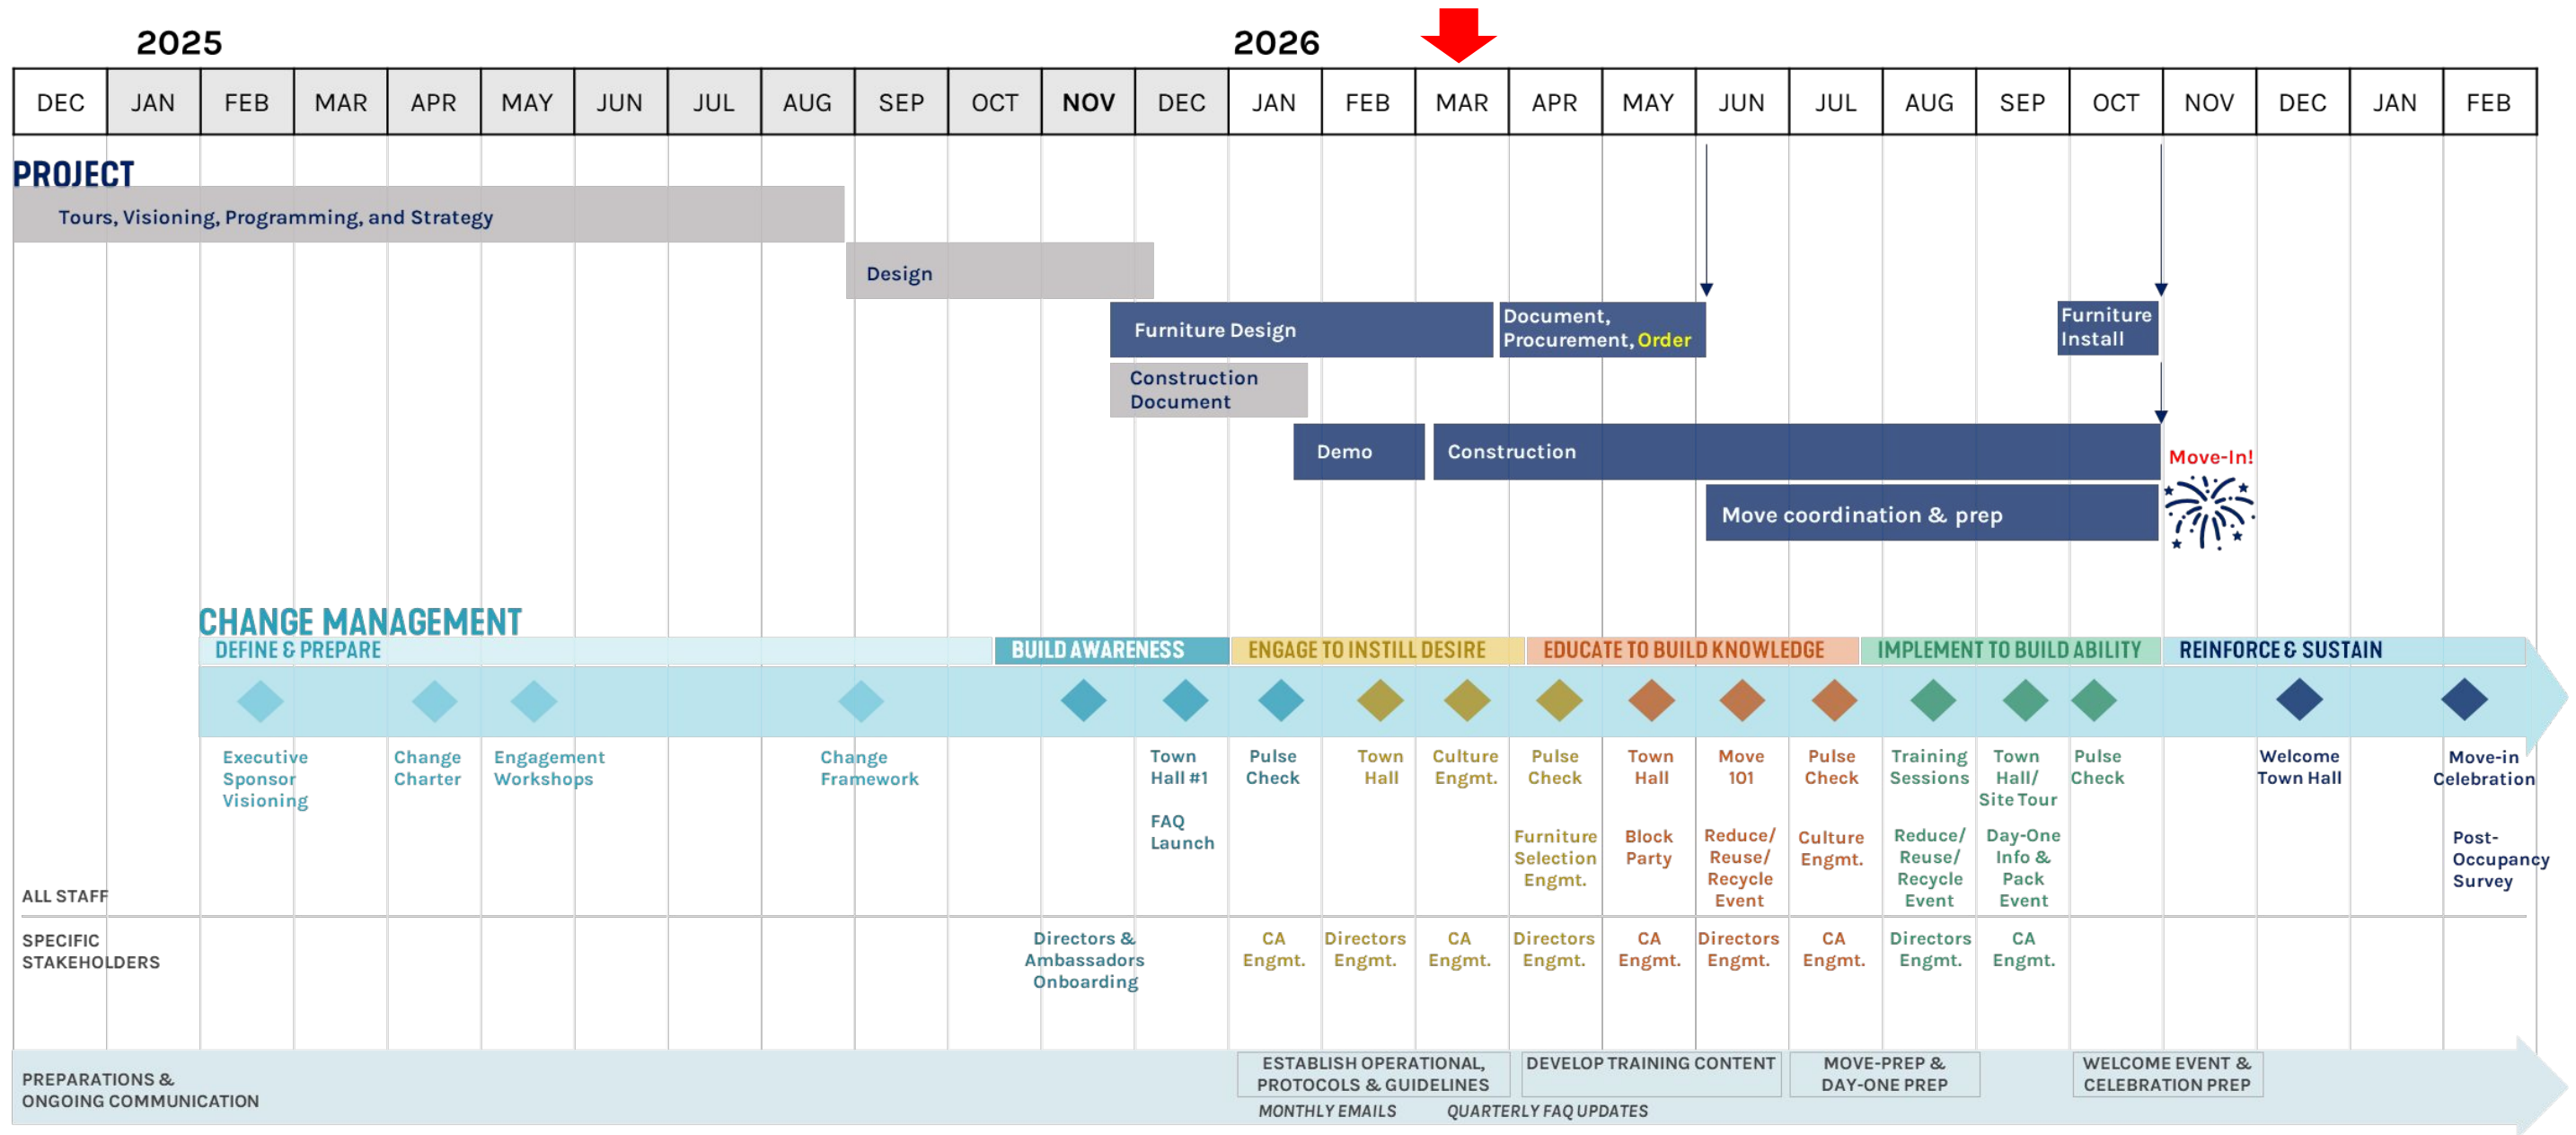 2025
2026
DEC JAN FEB MAR APR MAY JUN JUL AUG SEP OCT NOV DEC JAN FEB MAR APR MAY JUN JUL AUG SEP OCT NOV DEC JAN FEB
PROJECT
Tours, Visioning, Programming, and Strategy
Design
Furniture Design
Document,
Procurement, Order
Furniture
Install
Construction
Document
Demo
Construction
Move-In!
Move coordination & prep
CHANGE MANAGEMENT
DEFINE & PREPARE
BUILD AWARENESS
ENGAGE TO INSTILL DESIRE
EDUCATE TO BUILD KNOWLEDGE
IMPLEMENT TO BUILD ABILITY
REINFORCE & SUSTAIN
Executive
Sponsor
Visioning
Change
Charter
Engagement
Workshops
Change
Framework
Town
Hall #1
FAQ
Launch
Pulse
Check
Town
Hall
Culture
Engmt.
Pulse
Check
Furniture
Selection
Engmt.
Town
Hall
Block
Party
Move
101
Reduce/
Reuse/
Recycle
Event
Pulse
Check
Culture
Engmt.
Training
Sessions
Reduce/
Reuse/
Recycle
Event
Town
Hall/
Site Tour
Day-One
Info &
Pack
Event
Pulse
Check
Welcome
Town Hall
Move-in
Celebration
Post-
Occupancy
Survey
ALL STAFF
SPECIFIC
STAKEHOLDERS
Directors &
Ambassadors
Onboarding
CA
Engmt.
Directors
Engmt.
CA
Engmt.
Directors
Engmt.
CA
Engmt.
Directors
Engmt.
CA
Engmt.
Directors
Engmt.
CA
Engmt.
PREPARATIONS &
ONGOING COMMUNICATION
ESTABLISH OPERATIONAL,
PROTOCOLS & GUIDELINES
DEVELOP TRAINING CONTENT
MOVE-PREP &
DAY-ONE PREP
WELCOME EVENT &
CELEBRATION PREP
MONTHLY EMAILS
QUARTERLY FAQ UPDATES